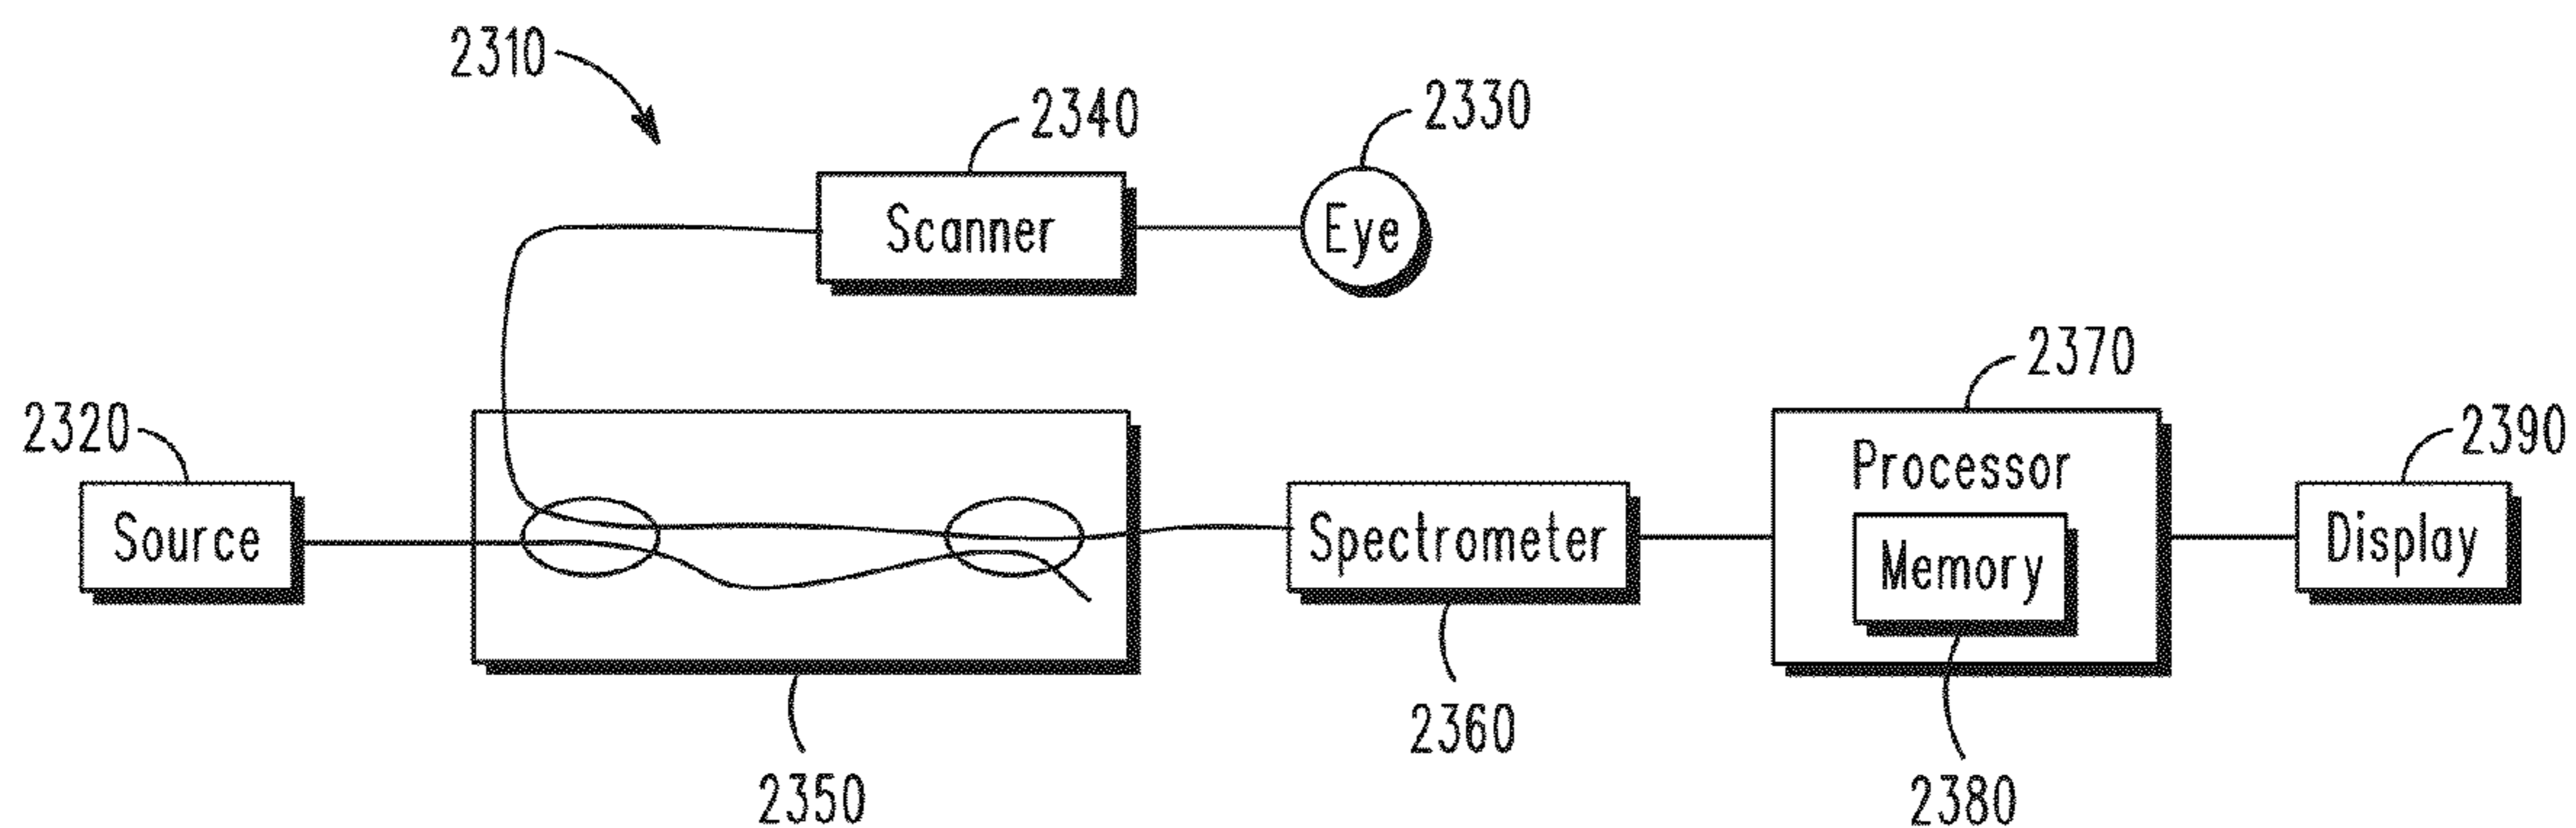 2310
2340
2330
Scanner
Eye
2320
2370
2390
Source
Processor
Spectrometer
Memory
Display
2360
2350
2380